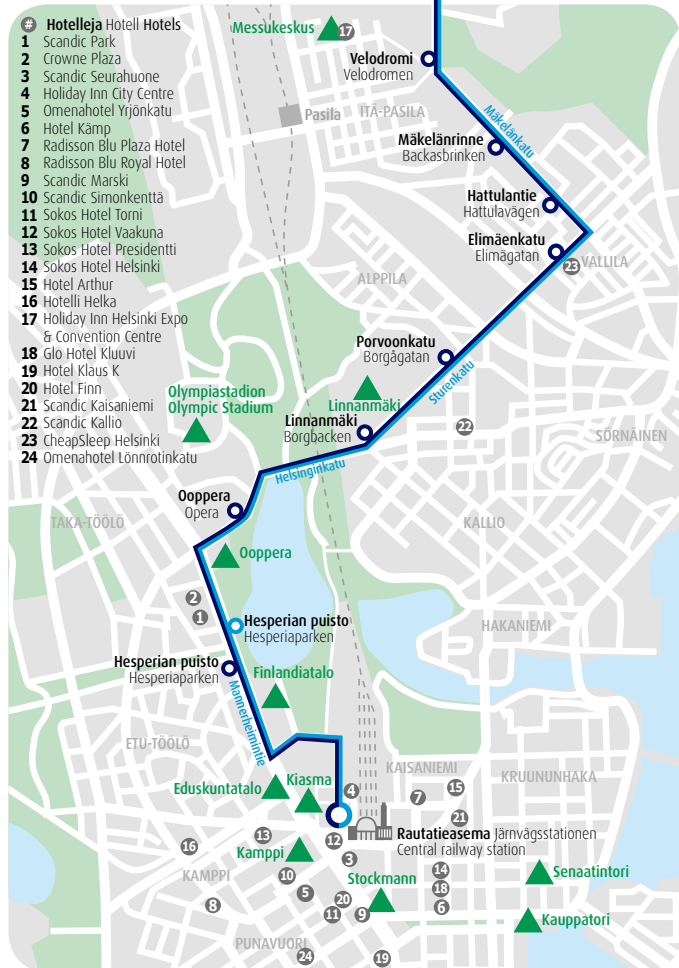 # Hotelleja Hotell Hotels
1 Scandic Park
2 Crowne Plaza
3 Scandic Seurahuone
4 Holiday Inn City Centre
5 Omenahotel Yrjönkatu
6 Hotel Kämp
7 Radisson Blu Plaza Hotel
8 Radisson Blu Royal Hotel
9 Scandic Marski
10 Scandic Simonkenttä
11 Sokos Hotel Torni
12 Sokos Hotel Vaakuna
13 Sokos Hotel Presidentti
14 Sokos Hotel Helsinki
15 Hotel Arthur
16 Hotelli Helka
17 Holiday Inn Helsinki Expo
& Convention Centre
18 Glo Hotel Kluuvi
19 Hotel Klaus K
20 Hotel Finn
21 Scandic Kaisaniemi
22 Scandic Kallio
23 CheapSleep Helsinki
24 Omenahotel Lönnrotinkatu
Messukeskus
17
Velodromi
Velodromen
Pasila
ITÄ-PASILA
Mäkelänkatu
Mäkelänrinne
Backasbrinken
Hattulantie
Hattulavägen
Elimäenkatu
Elimägatan
23
VALLILA
ALPPILA
Porvoonkatu
Borgågatan
Sturenkatu
Olympiastadion
Olympic Stadium
Linnanmäki
Linnanmäki
Borgbacken
22
SÖRNÄINEN
Helsinginkatu
Ooppera
Opera
TAKA-TÖÖLÖ
KALLIO
Ooppera
2
1
Hesperian puisto
Hesperiaparken
HAKANIEMI
Hesperian puisto
Hesperiaparken
Finlandiatalo
Mannerheimintie
ETU-TÖÖLÖ
KAISANIEMI
KRUUNUNHAKA
Eduskuntatalo
Kiasma
4
7
15
21
Rautatieasema Järnvägsstationen
Central railway station
13
12
16
Kamppi
3
KAMPPI
10
Stockmann
14
Senaatintori
18
5
20
8
11
9
6
Kauppatori
PUNAVUORI
24
19